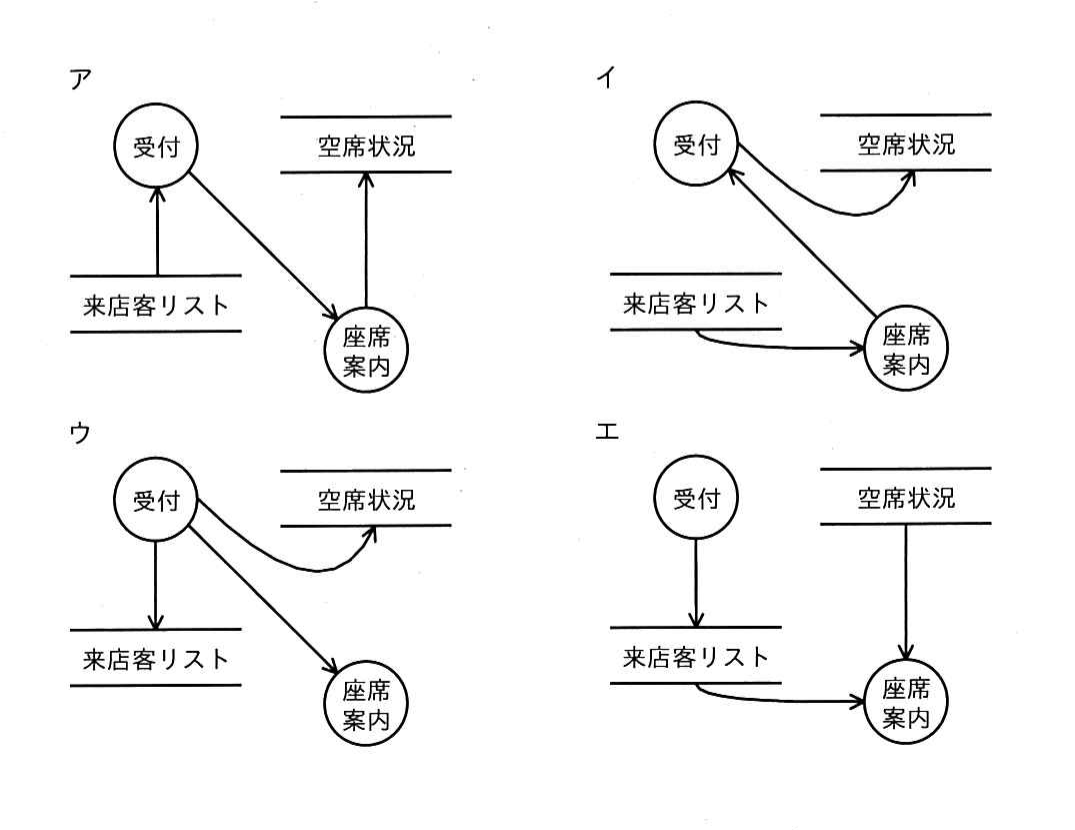 ア
受付
空席状況
来店客リスト
座席
案内
イ
受付
空席状況
来店客リスト
座席
案内
ウ
受付
空席状況
来店客リスト
座席
案内
エ
受付
空席状況
来店客リスト
座席
案内